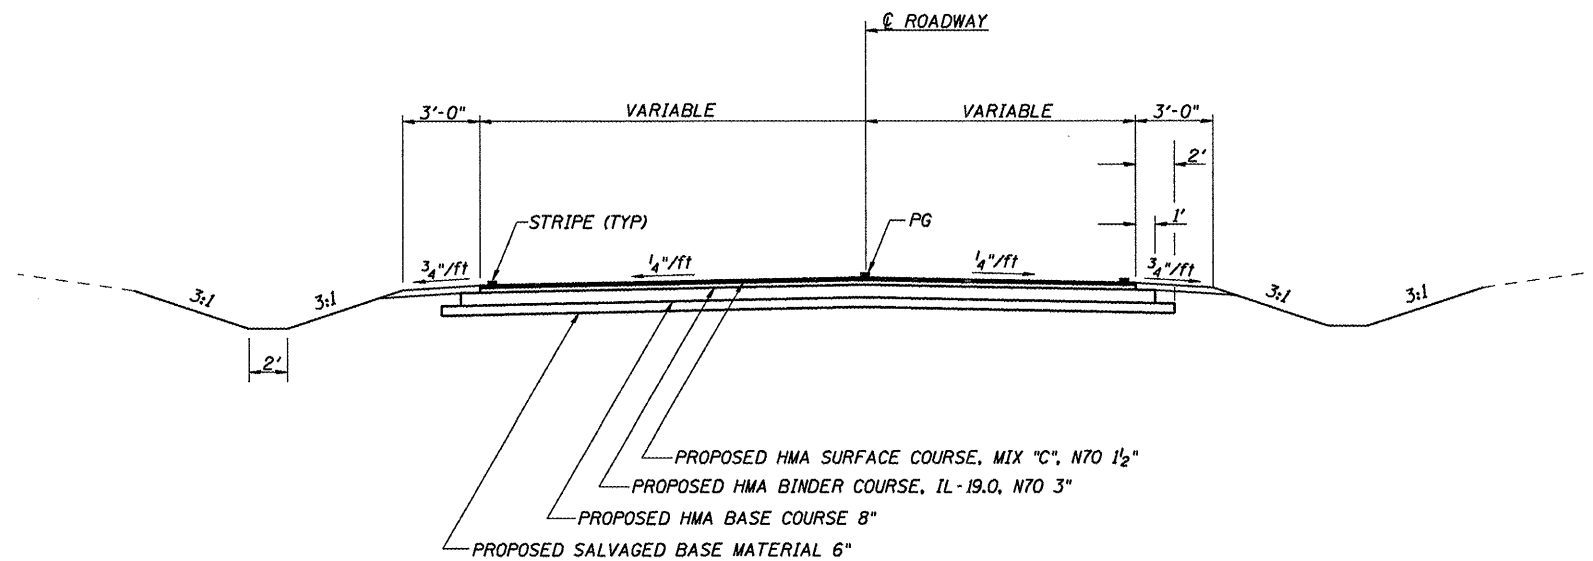 ℄ ROADWAY
3'-0" VARIABLE VARIABLE 3'-0"
2'
STRIPE (TYP) PG 1'
3/4"/ft 1/4"/ft 1/4"/ft 3/4"/ft
3:1 3:1 3:1 3:1
2'
PROPOSED HMA SURFACE COURSE, MIX "C", N70 1 1/2"
PROPOSED HMA BINDER COURSE, IL-19.0, N70 3"
PROPOSED HMA BASE COURSE 8"
PROPOSED SALVAGED BASE MATERIAL 6"